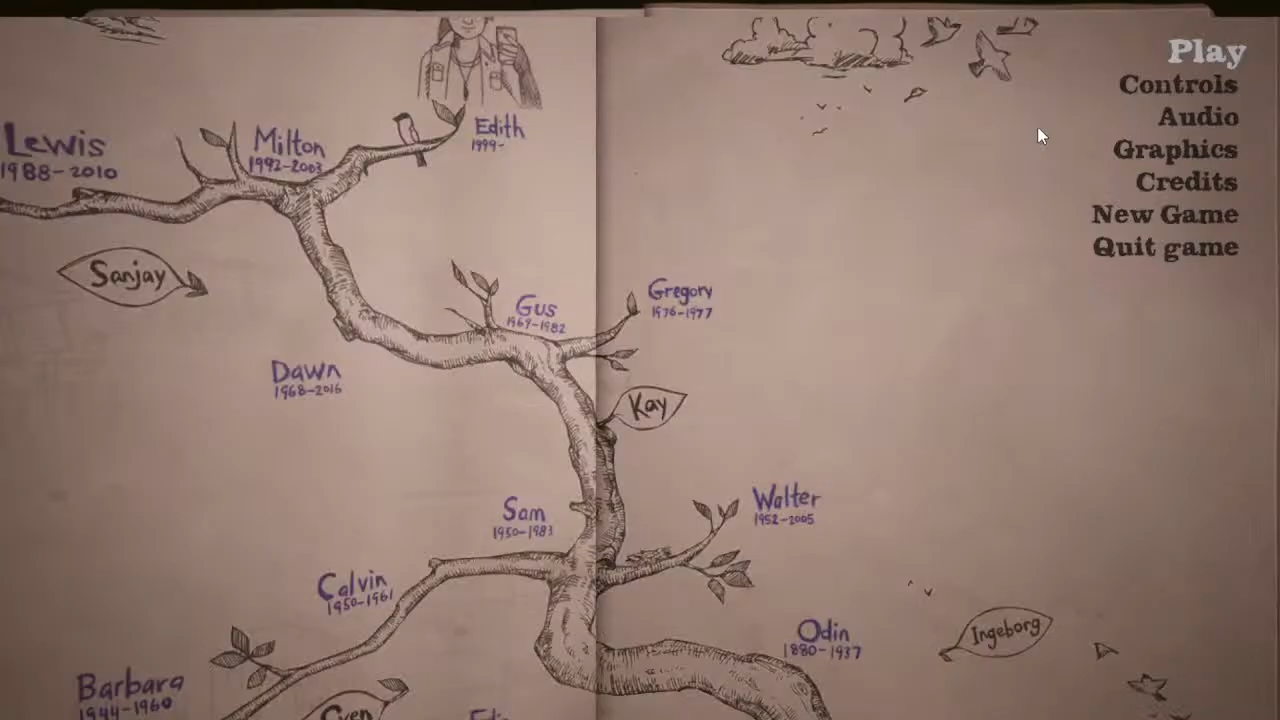 Play
Controls
Audio
Graphics
Credits
New Game
Quit game
Edith
1999-
Lewis
1988-2010
Milton
1992-2003
Sanjay
Gus
1969-1982
Gregory
1976-1977
Dawn
1968-2016
Kay
Sam
1950-1983
Walter
1952-2005
Calvin
1950-1961
Odin
1880-1937
Ingeborg
Barbara
1944-1960
Sven